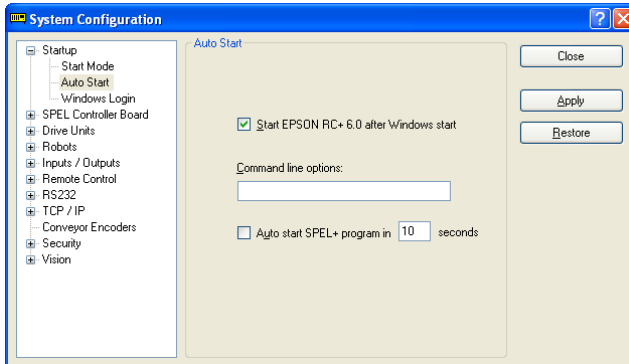 System Configuration
Startup
Start Mode
Auto Start
Windows Login
SPEL Controller Board
Drive Units
Robots
Inputs / Outputs
Remote Control
RS232
TCP / IP
Conveyor Encoders
Security
Vision
Auto Start
Start EPSON RC+ 6.0 after Windows start
Command line options:
Auto start SPEL+ program in 10 seconds
Close
Apply
Restore